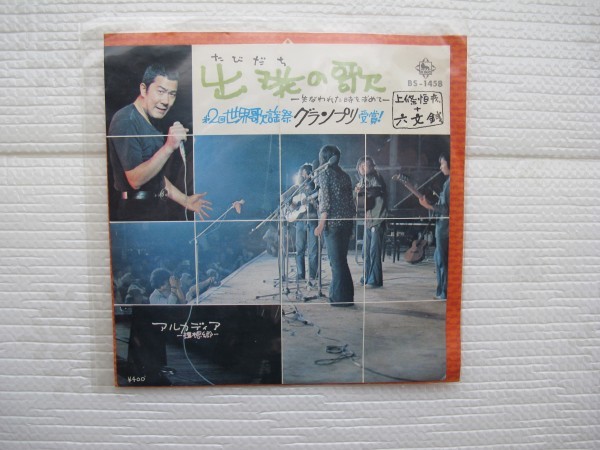 たびだち
出発の歌
―失なわれた時を求めて―
第2回世界歌謡祭グランプリ受賞!
BS-1458
上條恒彦
+
六文銭
アルカディア
―理想郷―
¥400